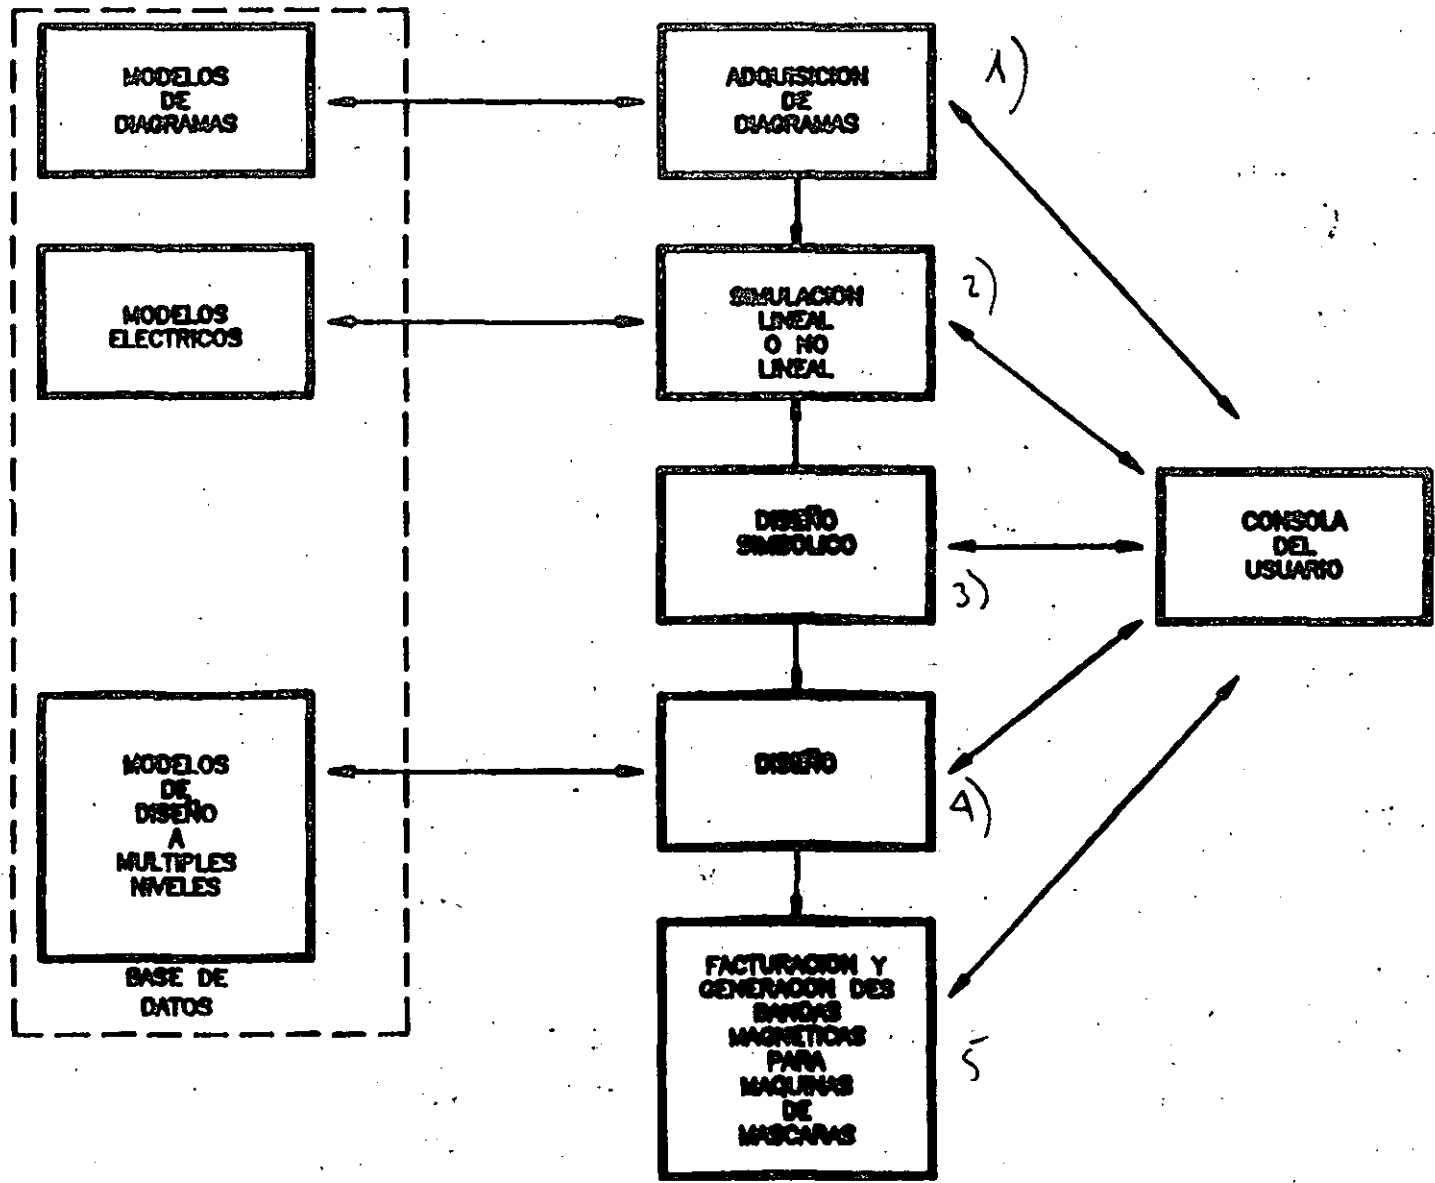 MODELOS
DE
DIAGRAMAS
ADQUISICION
DE
DIAGRAMAS
1)
MODELOS
ELECTRICOS
SIMULACION
LINEAL
O NO
LINEAL
2)
DISEÑO
SIMBOLICO
3)
CONSOLA
DEL
USUARIO
MODELOS
DE
DISEÑO
A
MULTIPLES
NIVELES
DISEÑO
4)
BASE DE
DATOS
FACTURACION Y
GENERACION DES
BANDAS
MAGNETICAS
PARA
MAQUINAS
DE
MASCARAS
5